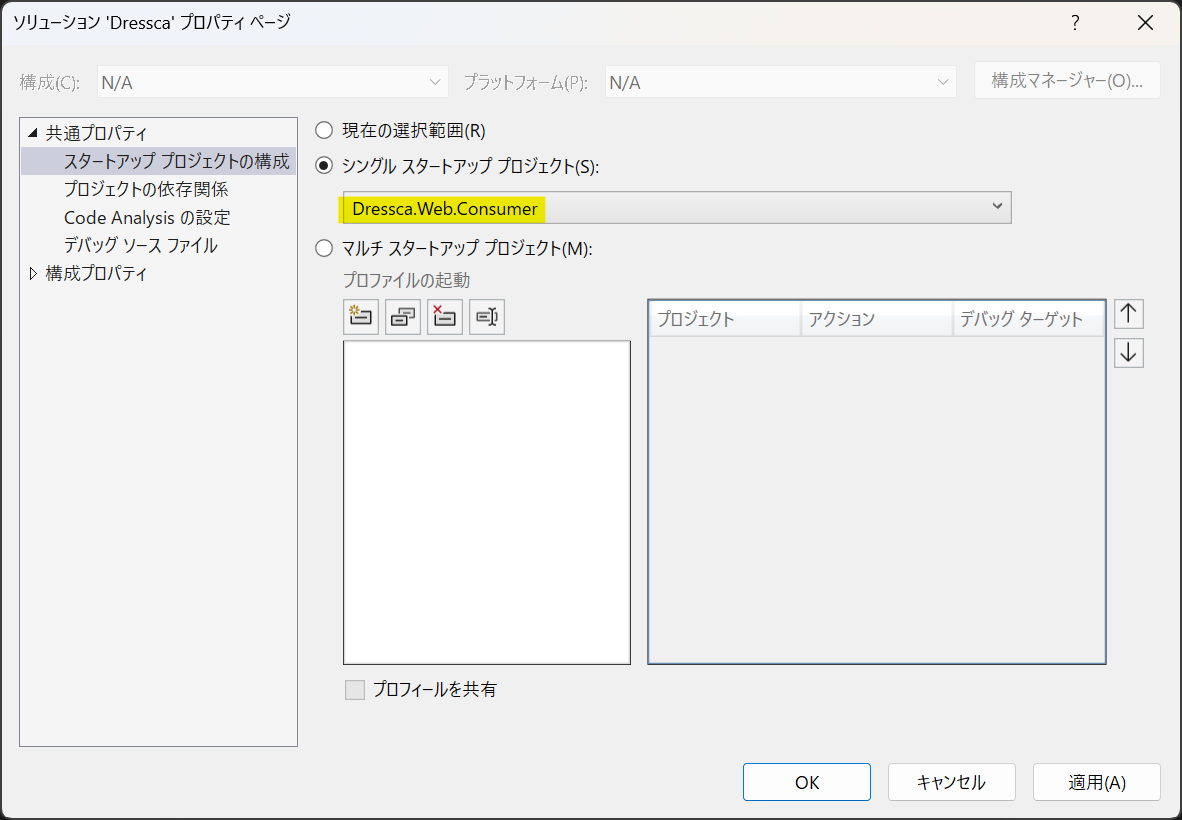 ソリューション 'Dressca' プロパティ ページ
?
構成(C): N/A プラットフォーム(P): N/A 構成マネージャー(O)...
共通プロパティ
スタートアップ プロジェクトの構成
プロジェクトの依存関係
Code Analysis の設定
デバッグ ソース ファイル
構成プロパティ
現在の選択範囲(R)
シングル スタートアップ プロジェクト(S):
Dressca.Web.Consumer
マルチ スタートアップ プロジェクト(M):
プロファイルの起動
プロジェクト アクション デバッグ ターゲット
プロフィールを共有
OK キャンセル 適用(A)